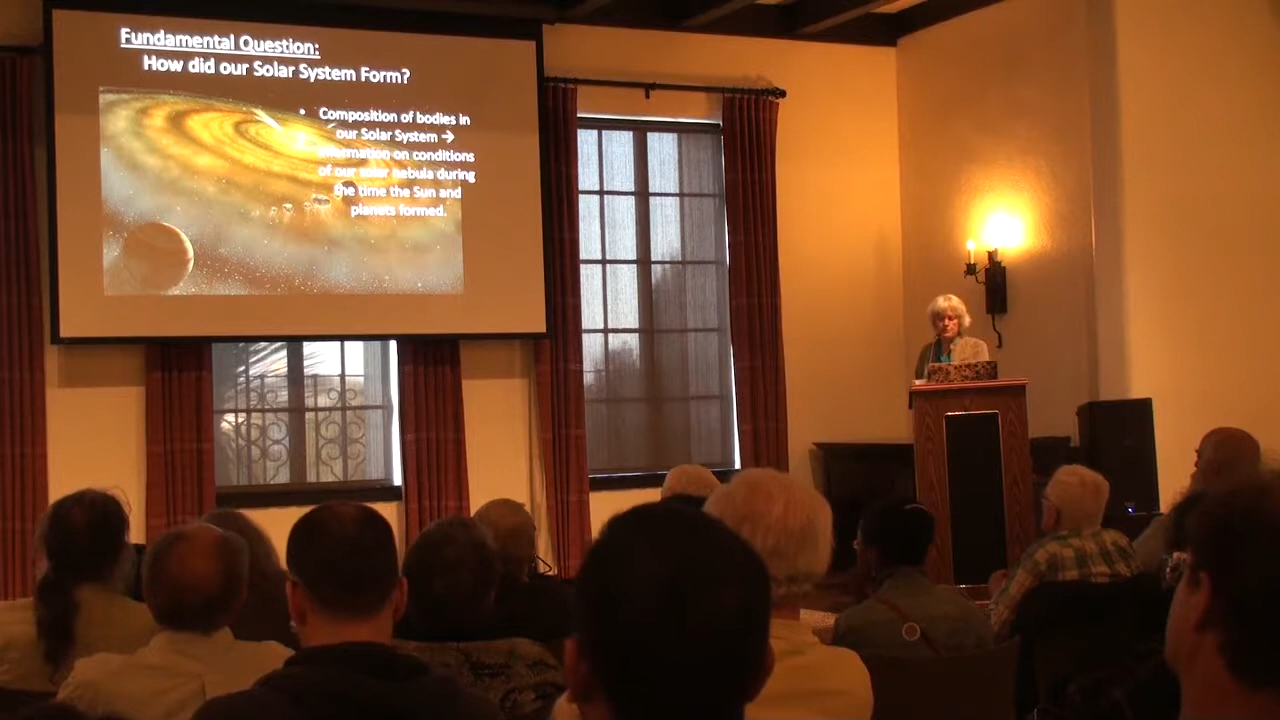 Fundamental Question:
How did our Solar System Form?
• Composition of bodies in
our Solar System →
information on conditions
of our solar nebula during
the time the Sun and
planets formed.